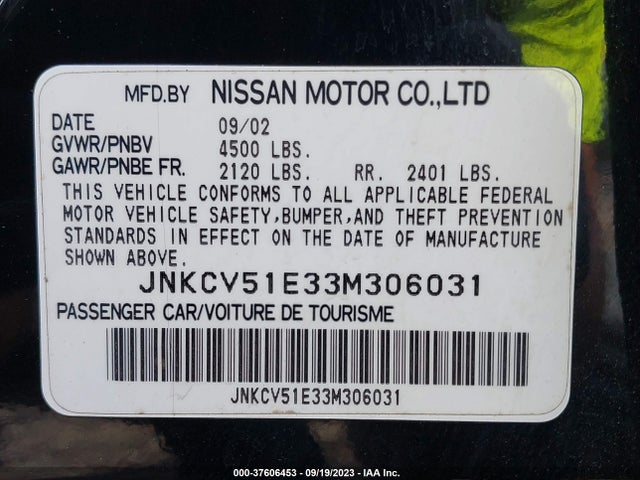 MFD.BY NISSAN MOTOR CO.,LTD
DATE 09/02
GVWR/PNBV 4500 LBS.
GAWR/PNBE FR. 2120 LBS. RR. 2401 LBS.
THIS VEHICLE CONFORMS TO ALL APPLICABLE FEDERAL
MOTOR VEHICLE SAFETY,BUMPER,AND THEFT PREVENTION
STANDARDS IN EFFECT ON THE DATE OF MANUFACTURE
SHOWN ABOVE.
JNKCV51E33M306031
PASSENGER CAR/VOITURE DE TOURISME
JNKCV51E33M306031
000-37606453 - 09/19/2023 - IAA Inc.